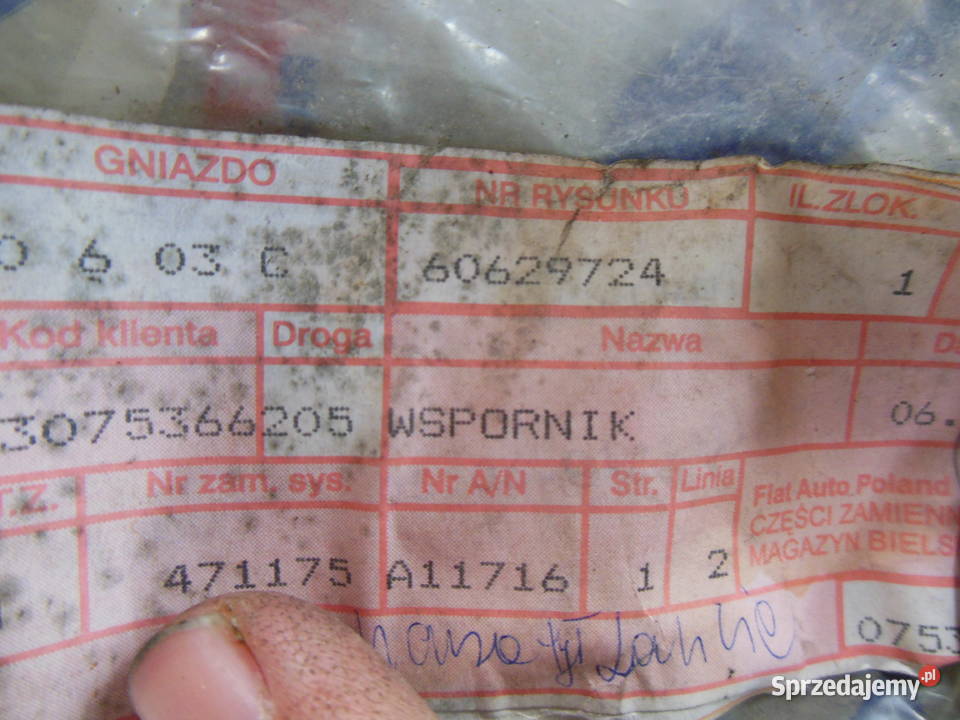 GNIAZDO NR RYSUNKU IL. ZLOK.
0 6 03 C 60629724 1
Kod klienta Droga Nazwa
3075366205 WSPORNIK 06.
T.Z. Nr zam. sys. Nr A/N Str. Linia Fiat Auto Poland
CZĘŚCI ZAMIENN
MAGAZYN BIELS
471175 A11716 1 2
0753
Sprzedajemy.pl